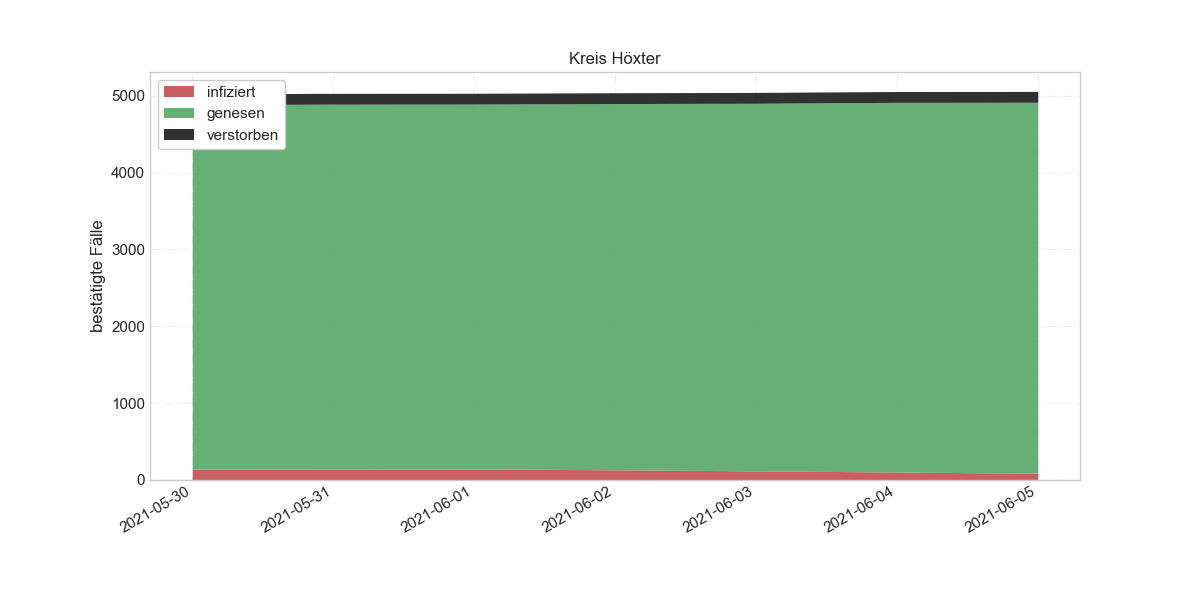 Kreis Höxter
infiziert
genesen
verstorben
bestätigte Fälle
5000
4000
3000
2000
1000
0
2021-05-30
2021-05-31
2021-06-01
2021-06-02
2021-06-03
2021-06-04
2021-06-05